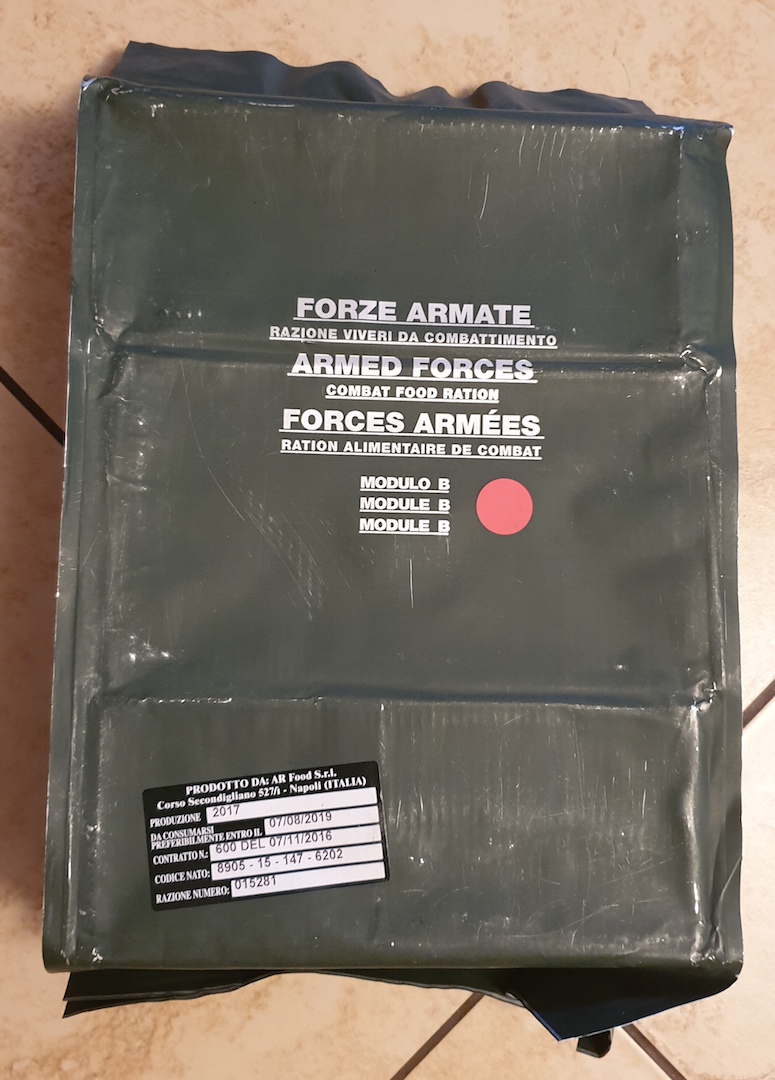 FORZE ARMATE
RAZIONE VIVERI DA COMBATTIMENTO
ARMED FORCES
COMBAT FOOD RATION
FORCES ARMÉES
RATION ALIMENTAIRE DE COMBAT
MODULO B
MODULE B
MODULE B
PRODOTTO DA: AR Food S.r.l.
Corso Secondigliano 527/i - Napoli (ITALIA)
PRODUZIONE 2017
DA CONSUMARSI
PREFERIBILMENTE ENTRO IL 07/08/2019
CONTRATTO N.: 600 DEL 07/11/2016
CODICE NATO: 8905 - 15 - 147 - 6202
RAZIONE NUMERO: 015281